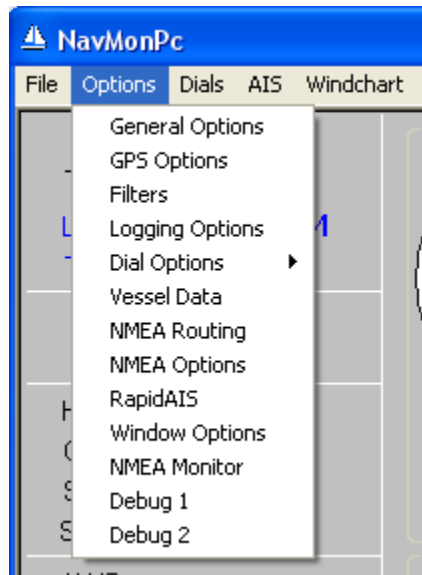 NavMonPc
File Options Dials AIS Windchart
General Options
GPS Options
Filters
Logging Options
Dial Options
Vessel Data
NMEA Routing
NMEA Options
RapidAIS
Window Options
NMEA Monitor
Debug 1
Debug 2